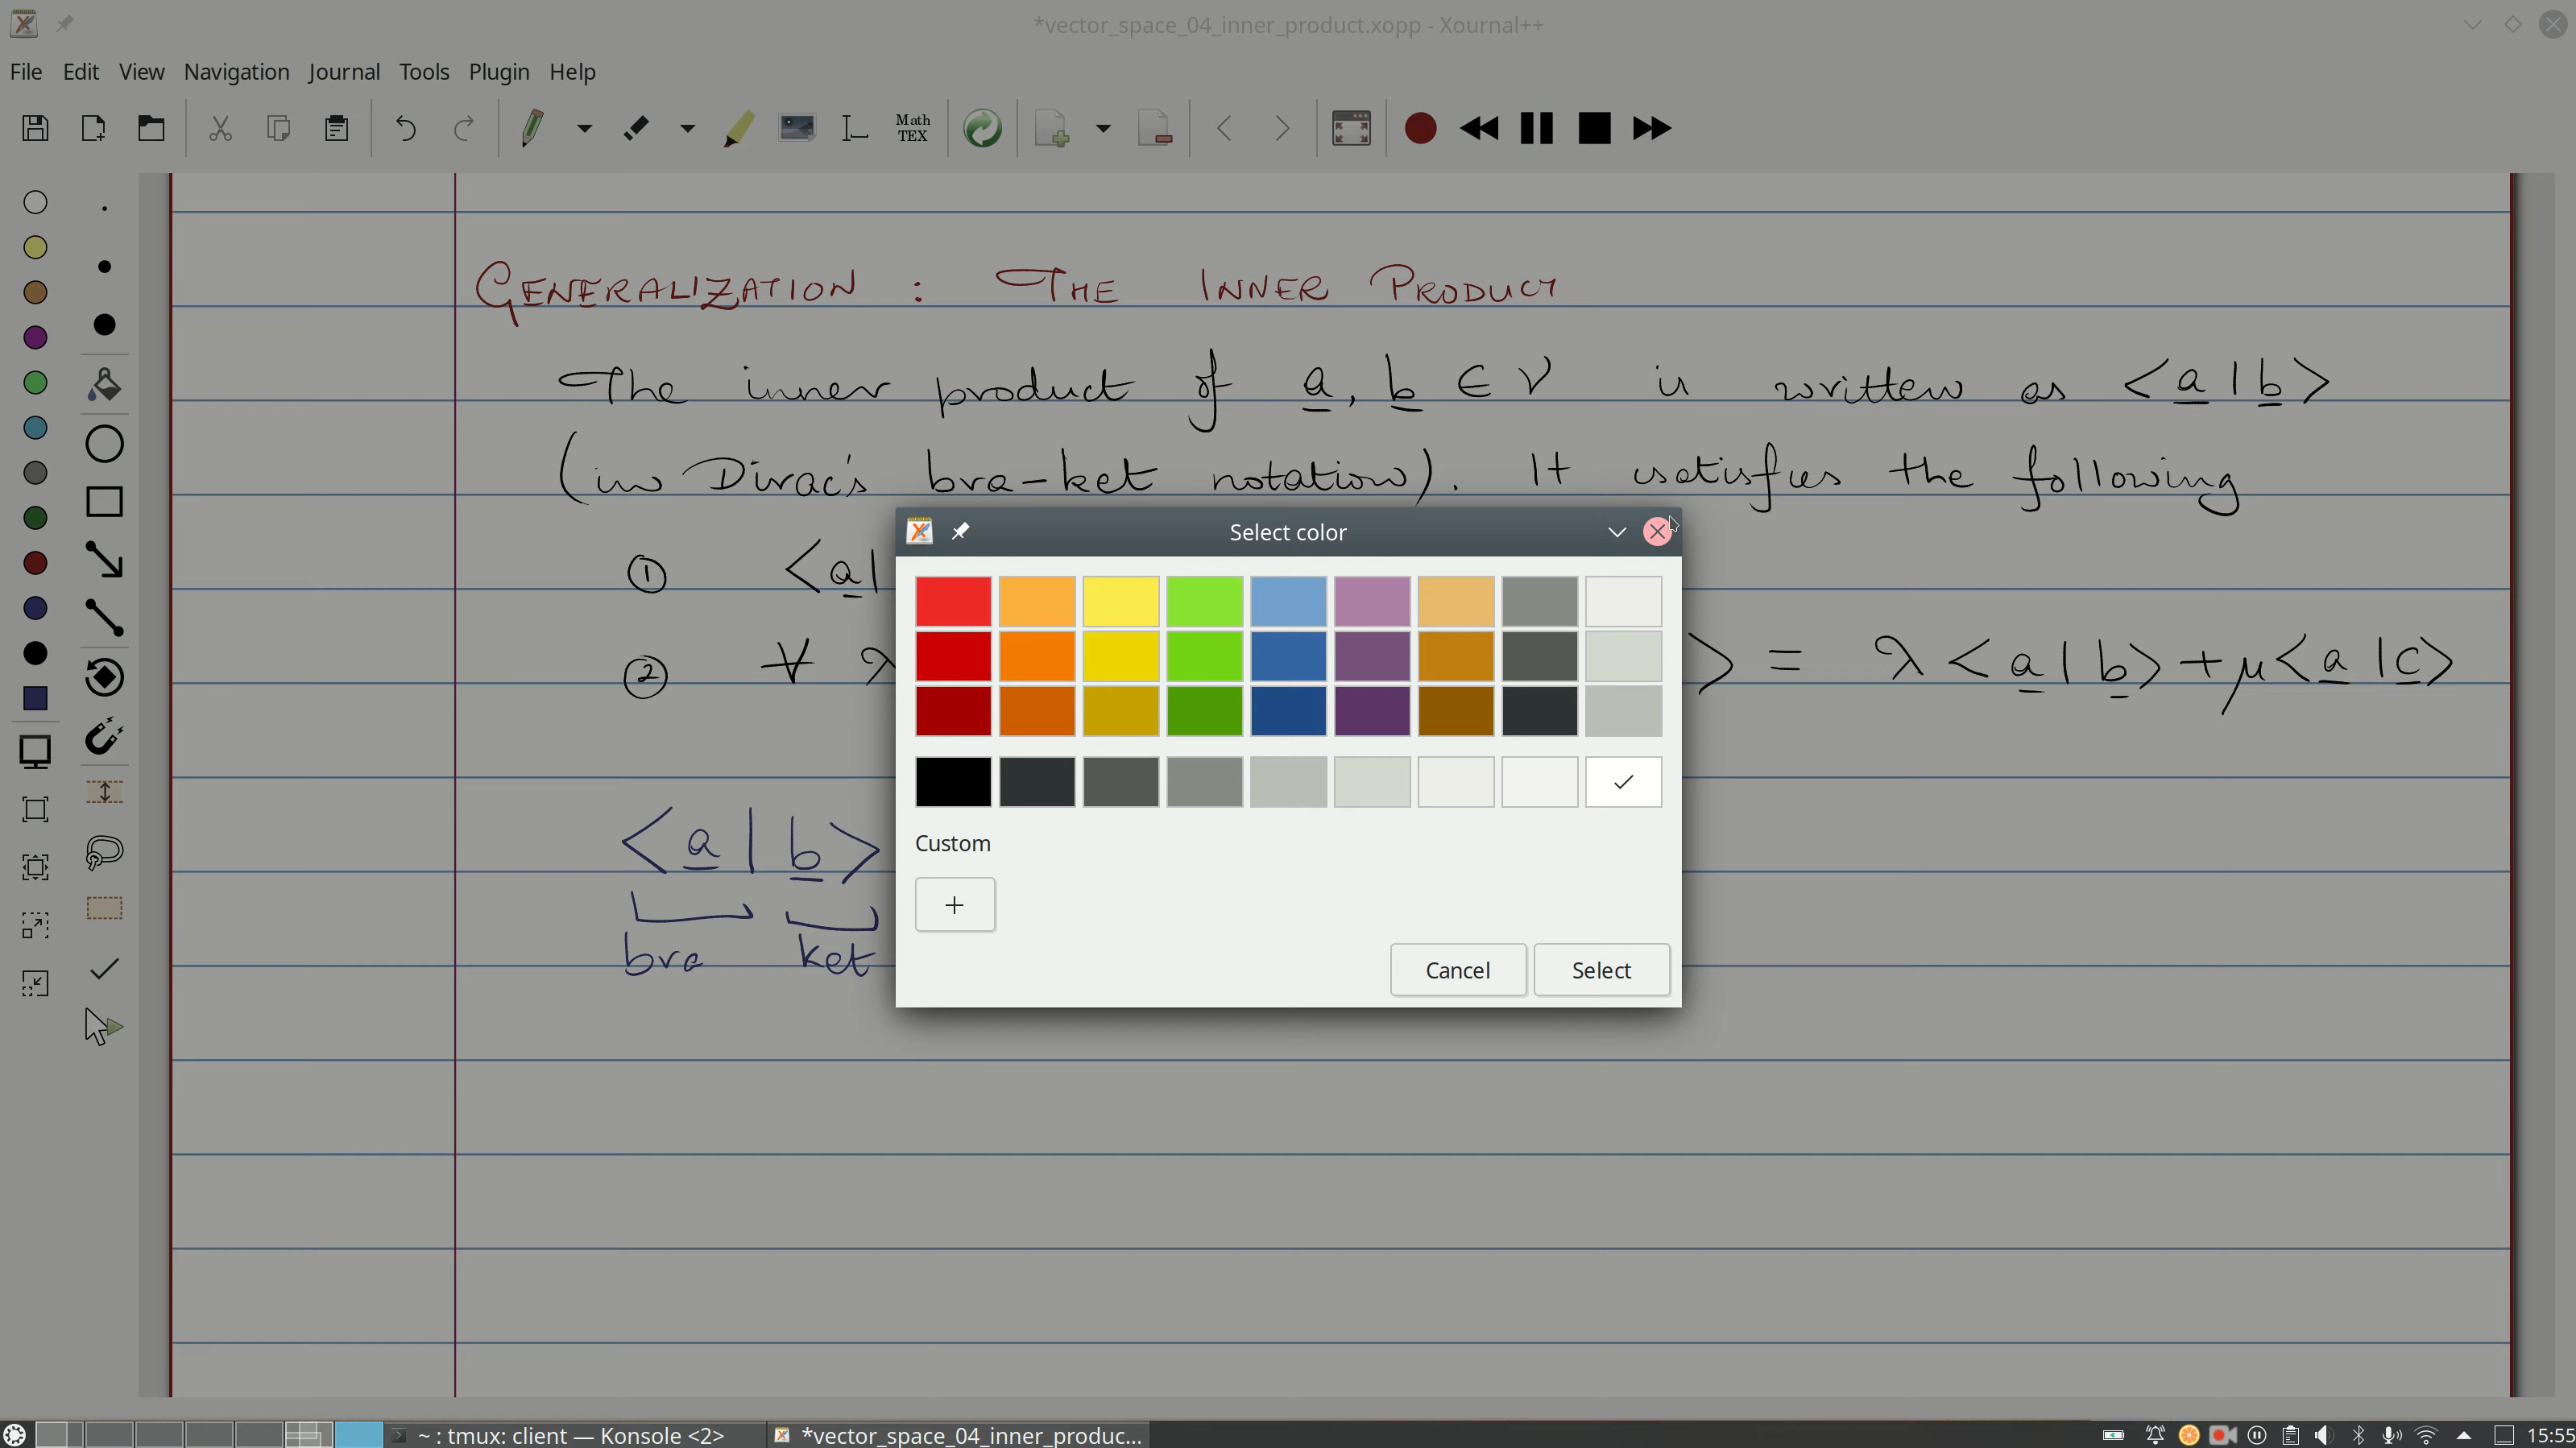 *vector_space_04_inner_product.xopp - Xournal++
File Edit View Navigation Journal Tools Plugin Help
Math
TEX
GENERALIZATION : THE INNER PRODUCT
The inner product of a, b ∈ V is written as <a|b>
(in Dirac's bra-ket notation). It satisfies the following
Select color
① <a|
② ∀ λ > = λ<a|b>+μ<a|c>
<a|b>
bra ket
Custom
+
Cancel Select
~ : tmux: client — Konsole <2> *vector_space_04_inner_produc... 15:55